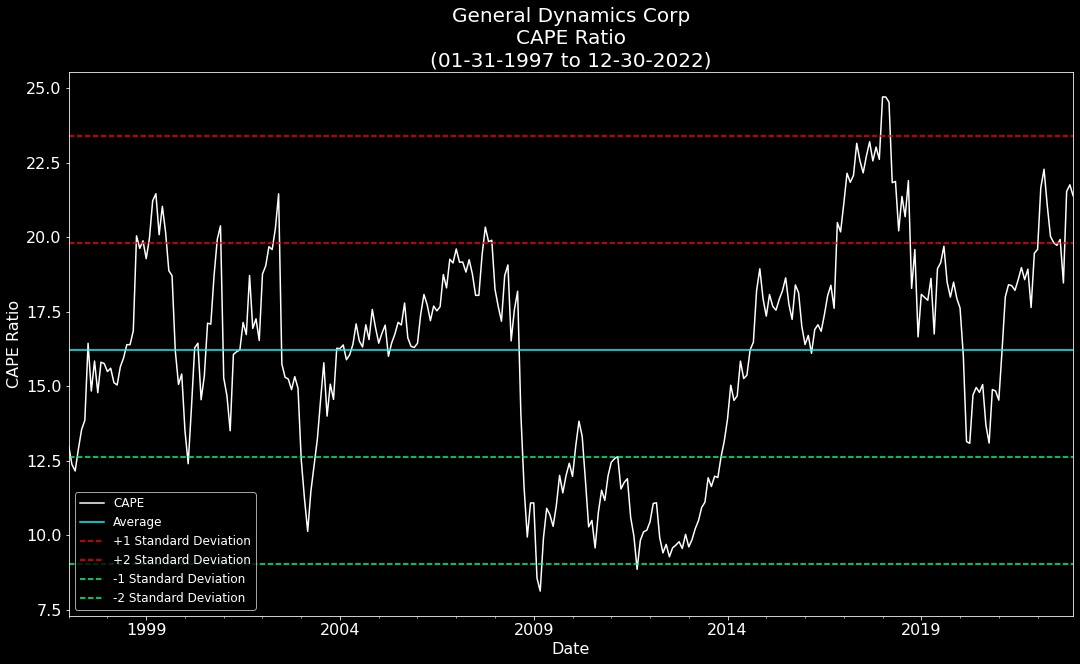 General Dynamics Corp
CAPE Ratio
(01-31-1997 to 12-30-2022)
CAPE Ratio
25.0
22.5
20.0
17.5
15.0
12.5
10.0
7.5
CAPE
Average
+1 Standard Deviation
+2 Standard Deviation
-1 Standard Deviation
-2 Standard Deviation
1999 2004 2009 2014 2019
Date